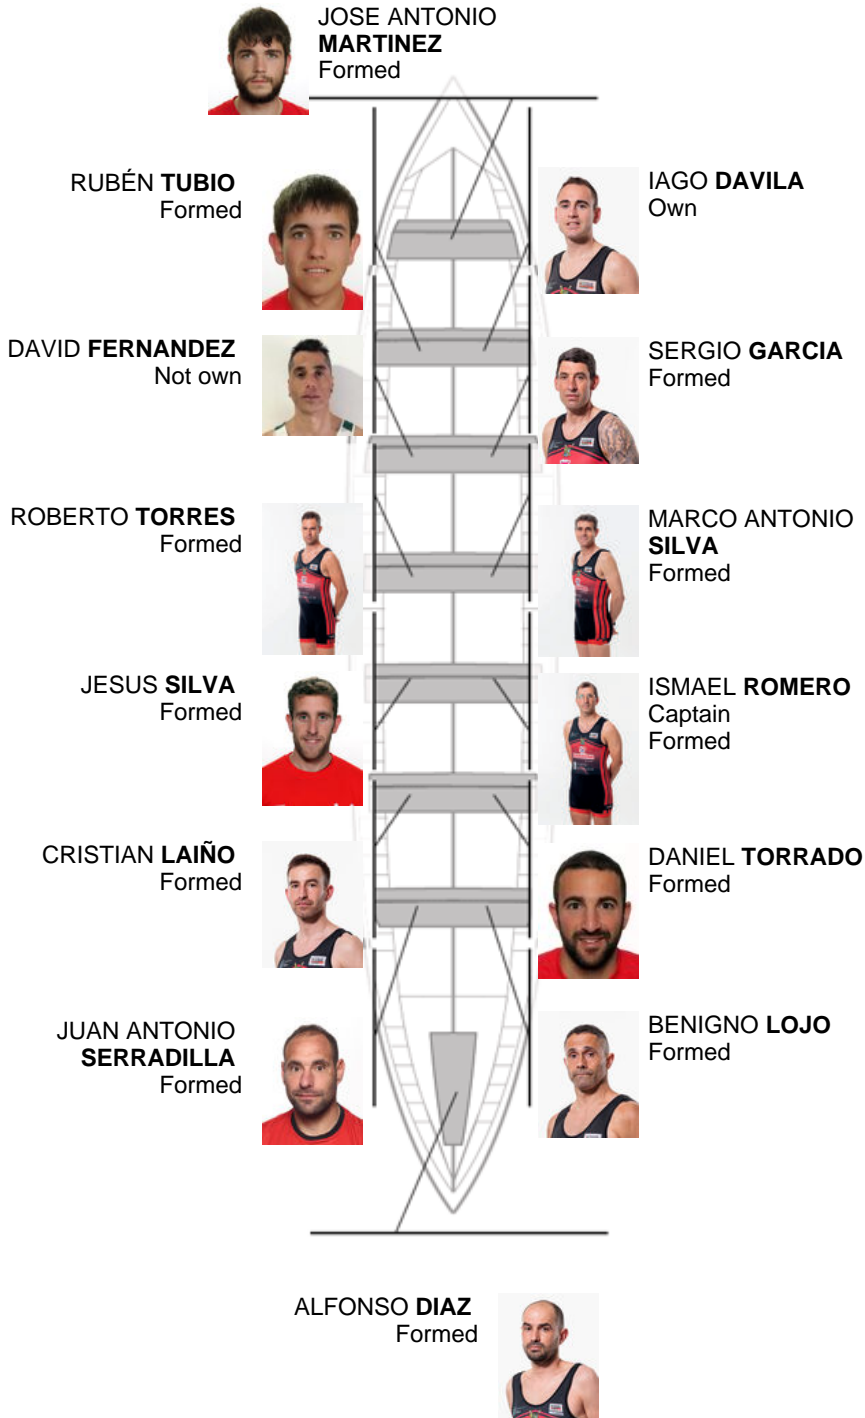 JOSE ANTONIO
MARTINEZ
Formed
RUBÉN TUBIO
Formed
IAGO DAVILA
Own
DAVID FERNANDEZ
Not own
SERGIO GARCIA
Formed
ROBERTO TORRES
Formed
MARCO ANTONIO
SILVA
Formed
JESUS SILVA
Formed
ISMAEL ROMERO
Captain
Formed
CRISTIAN LAIÑO
Formed
DANIEL TORRADO
Formed
JUAN ANTONIO
SERRADILLA
Formed
BENIGNO LOJO
Formed
ALFONSO DIAZ
Formed